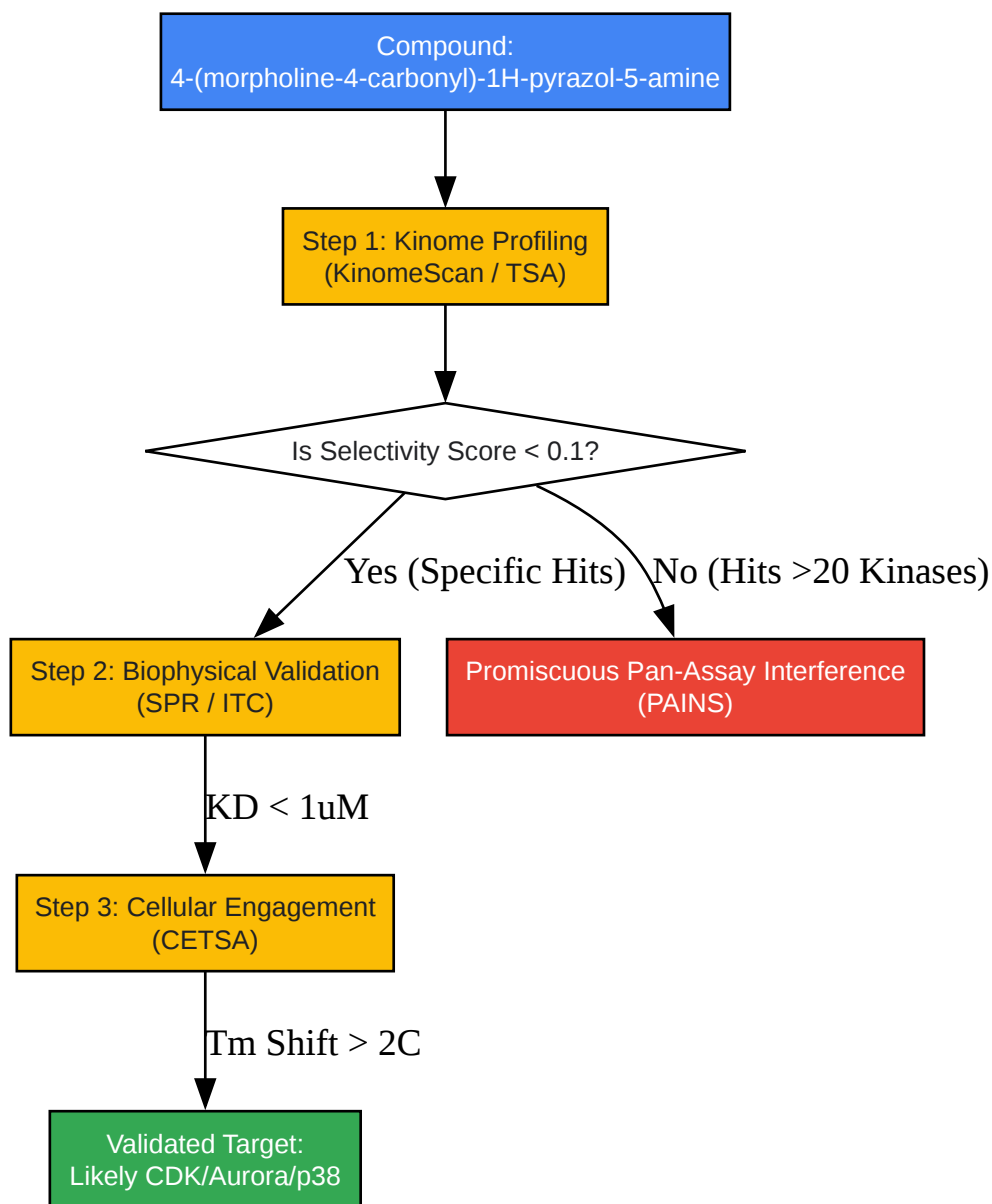 Compound:
4-(morpholine-4-carbonyl)-1H-pyrazol-5-amine
Step 1: Kinome Profiling
(KinomeScan / TSA)
Is Selectivity Score < 0.1?
Yes (Specific Hits)
No (Hits >20 Kinases)
Step 2: Biophysical Validation
(SPR / ITC)
Promiscuous Pan-Assay Interference
(PAINS)
KD < 1uM
Step 3: Cellular Engagement
(CETSA)
Tm Shift > 2C
Validated Target:
Likely CDK/Aurora/p38